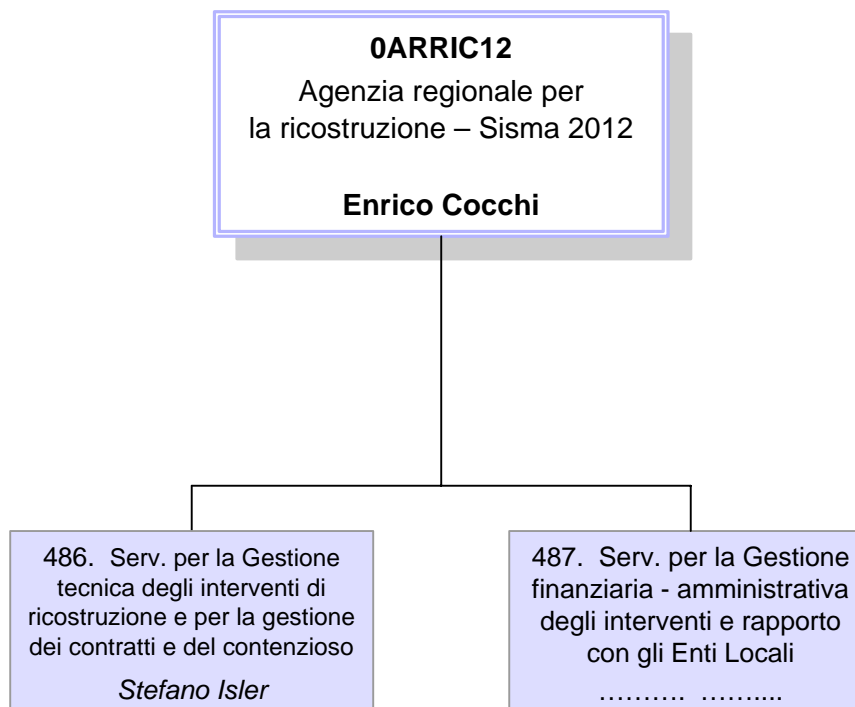 0ARRIC12
Agenzia regionale per
la ricostruzione – Sisma 2012
Enrico Cocchi
486. Serv. per la Gestione
tecnica degli interventi di
ricostruzione e per la gestione
dei contratti e del contenzioso
Stefano Isler
487. Serv. per la Gestione
finanziaria - amministrativa
degli interventi e rapporto
con gli Enti Locali
………. ……....